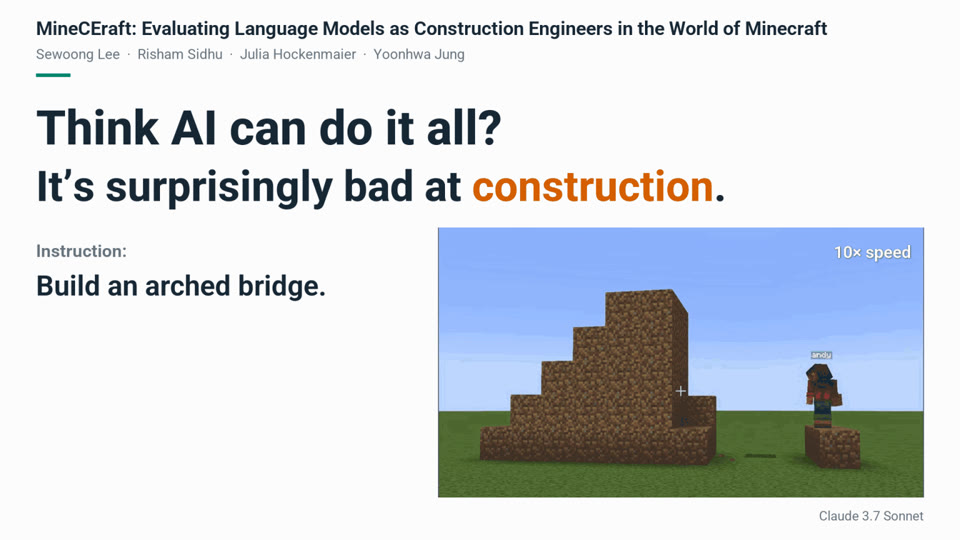 MineCEraft: Evaluating Language Models as Construction Engineers in the World of Minecraft
Sewoong Lee · Risham Sidhu · Julia Hockenmaier · Yoonhwa Jung
Think AI can do it all?
It’s surprisingly bad at construction.
Instruction:
Build an arched bridge.
10× speed
andy
Claude 3.7 Sonnet